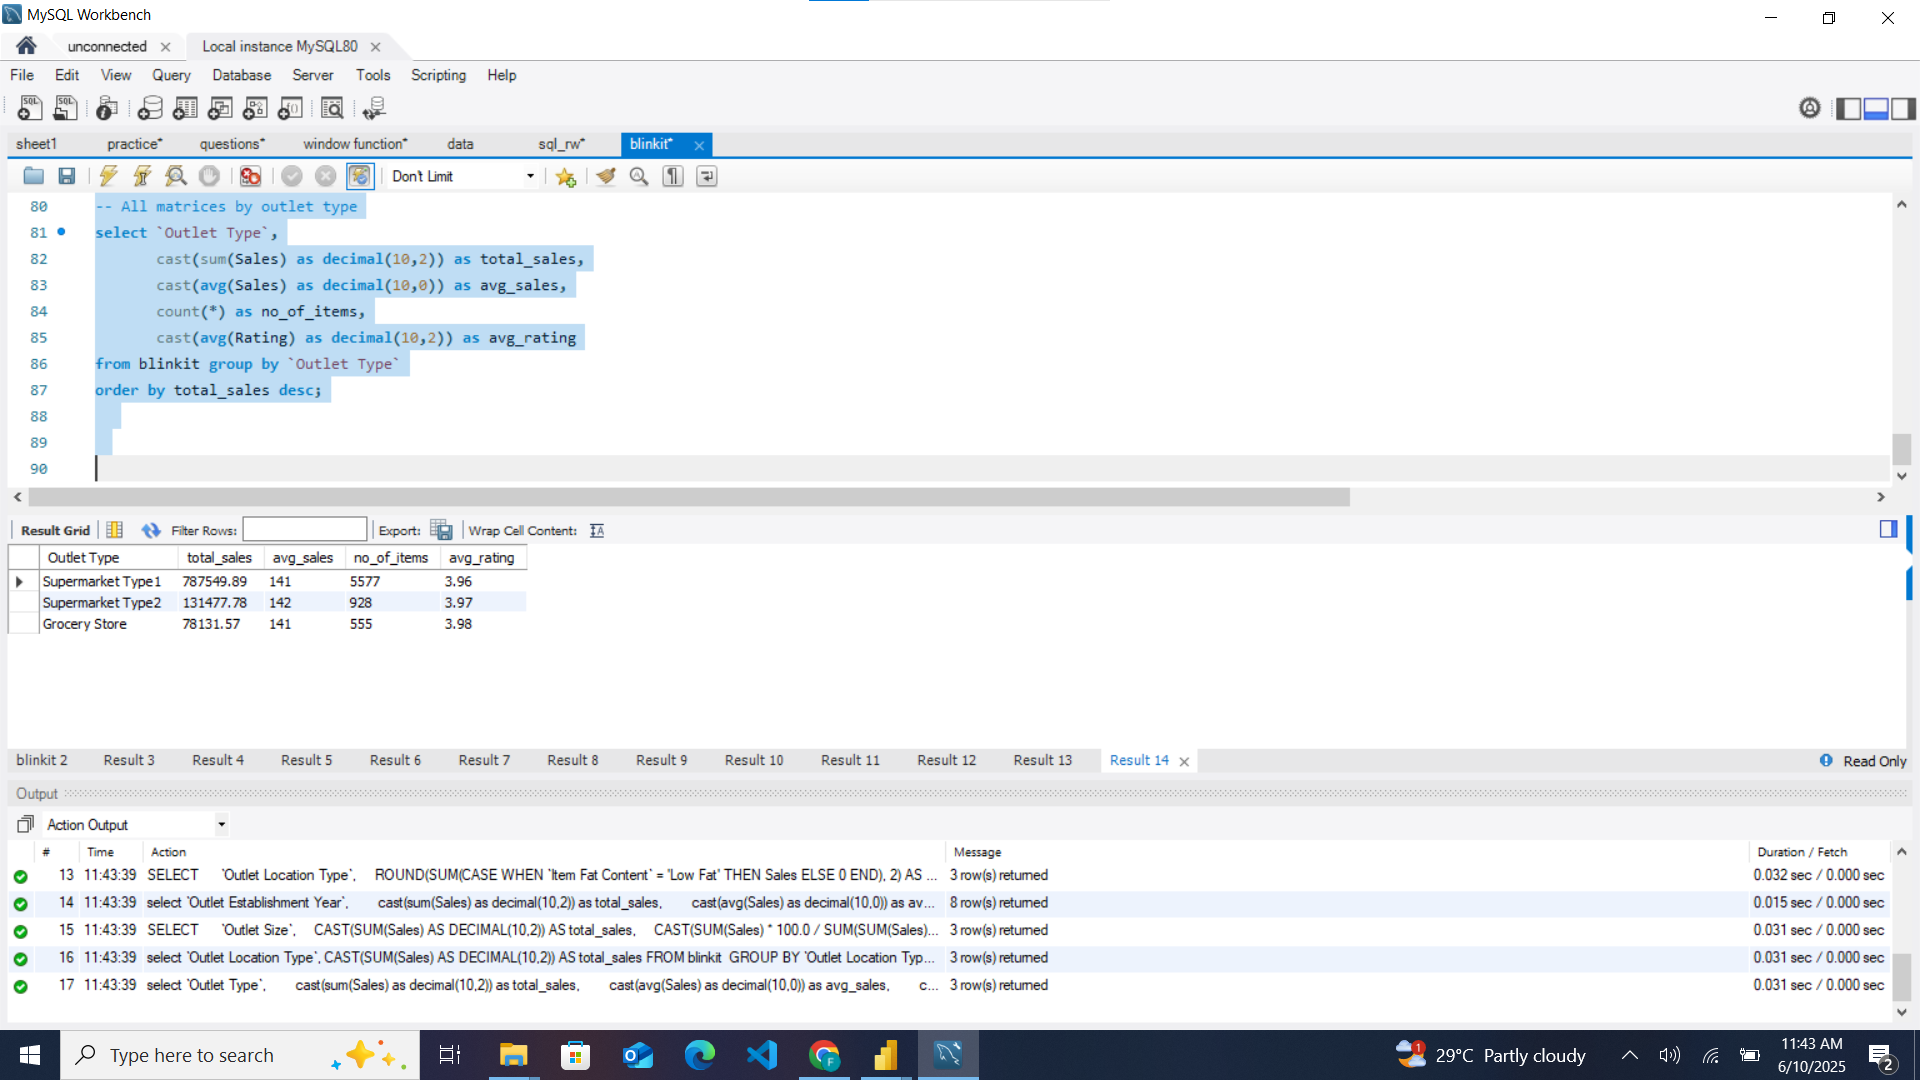 MySQL Workbench
unconnected
Local instance MySQL80
File Edit View Query Database Server Tools Scripting Help
sheet1 practice* questions* window function* data sql_rw* blinkit*
Don't Limit
80 -- All matrices by outlet type
81 select `Outlet Type`,
82 cast(sum(Sales) as decimal(10,2)) as total_sales,
83 cast(avg(Sales) as decimal(10,0)) as avg_sales,
84 count(*) as no_of_items,
85 cast(avg(Rating) as decimal(10,2)) as avg_rating
86 from blinkit group by `Outlet Type`
87 order by total_sales desc;
88
89
90
Result Grid Filter Rows: Export: Wrap Cell Content:
Outlet Type total_sales avg_sales no_of_items avg_rating
Supermarket Type1 787549.89 141 5577 3.96
Supermarket Type2 131477.78 142 928 3.97
Grocery Store 78131.57 141 555 3.98
blinkit 2 Result 3 Result 4 Result 5 Result 6 Result 7 Result 8 Result 9 Result 10 Result 11 Result 12 Result 13 Result 14 Read Only
Output
Action Output
# Time Action Message Duration / Fetch
13 11:43:39 SELECT `Outlet Location Type`, ROUND(SUM(CASE WHEN `Item Fat Content` = 'Low Fat' THEN Sales ELSE 0 END), 2) AS ... 3 row(s) returned 0.032 sec / 0.000 sec
14 11:43:39 select `Outlet Establishment Year`, cast(sum(Sales) as decimal(10,2)) as total_sales, cast(avg(Sales) as decimal(10,0)) as av... 8 row(s) returned 0.015 sec / 0.000 sec
15 11:43:39 SELECT `Outlet Size`, CAST(SUM(Sales) AS DECIMAL(10,2)) AS total_sales, CAST(SUM(Sales) * 100.0 / SUM(SUM(Sales)... 3 row(s) returned 0.031 sec / 0.000 sec
16 11:43:39 select `Outlet Location Type`, CAST(SUM(Sales) AS DECIMAL(10,2)) AS total_sales FROM blinkit GROUP BY `Outlet Location Typ... 3 row(s) returned 0.031 sec / 0.000 sec
17 11:43:39 select `Outlet Type`, cast(sum(Sales) as decimal(10,2)) as total_sales, cast(avg(Sales) as decimal(10,0)) as avg_sales, c... 3 row(s) returned 0.031 sec / 0.000 sec
Type here to search
1
29°C Partly cloudy
11:43 AM
6/10/2025
2